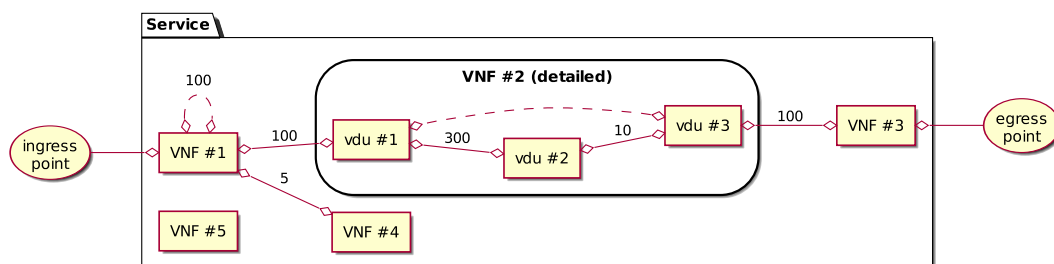 Service
100
VNF #2 (detailed)
ingress
point
VNF #1
100
vdu #1
300
vdu #2
10
vdu #3
100
VNF #3
egress
point
5
VNF #5
VNF #4